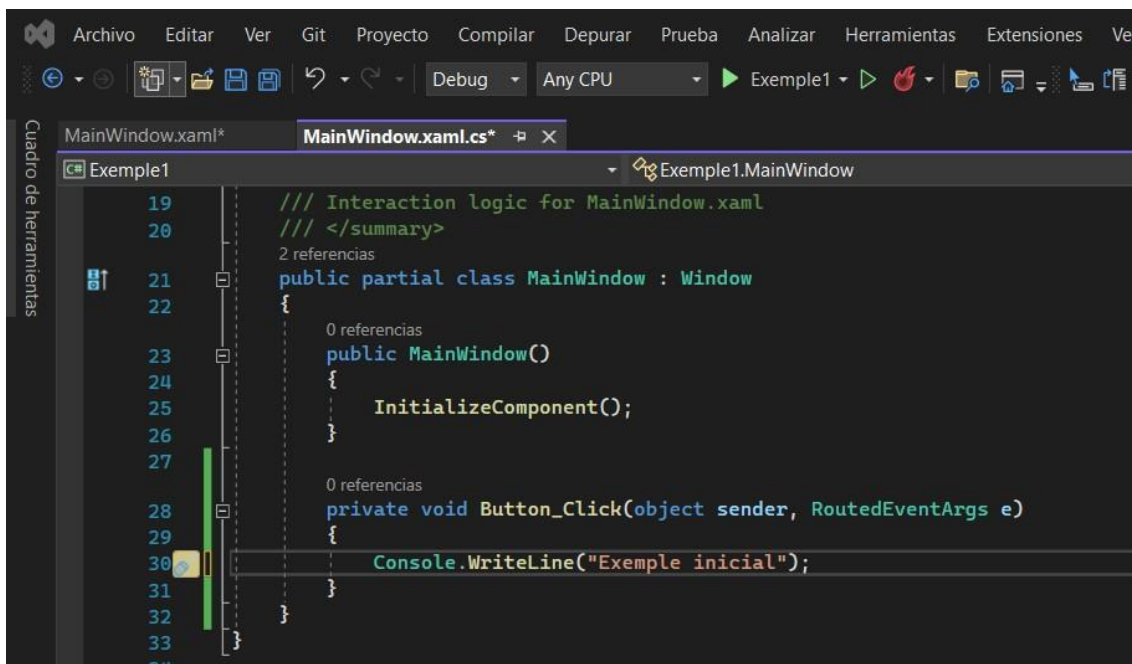 Archivo Editar Ver Git Proyecto Compilar Depurar Prueba Analizar Herramientas Extensiones Ve
Debug Any CPU Exemple1
Cuadro de herramientas
MainWindow.xaml* MainWindow.xaml.cs*
C# Exemple1 Exemple1.MainWindow
19 /// Interaction logic for MainWindow.xaml
20 /// </summary>
2 referencias
21 public partial class MainWindow : Window
22 {
0 referencias
23 public MainWindow()
24 {
25 InitializeComponent();
26 }
27
0 referencias
28 private void Button_Click(object sender, RoutedEventArgs e)
29 {
30 Console.WriteLine("Exemple inicial");
31 }
32 }
33 }